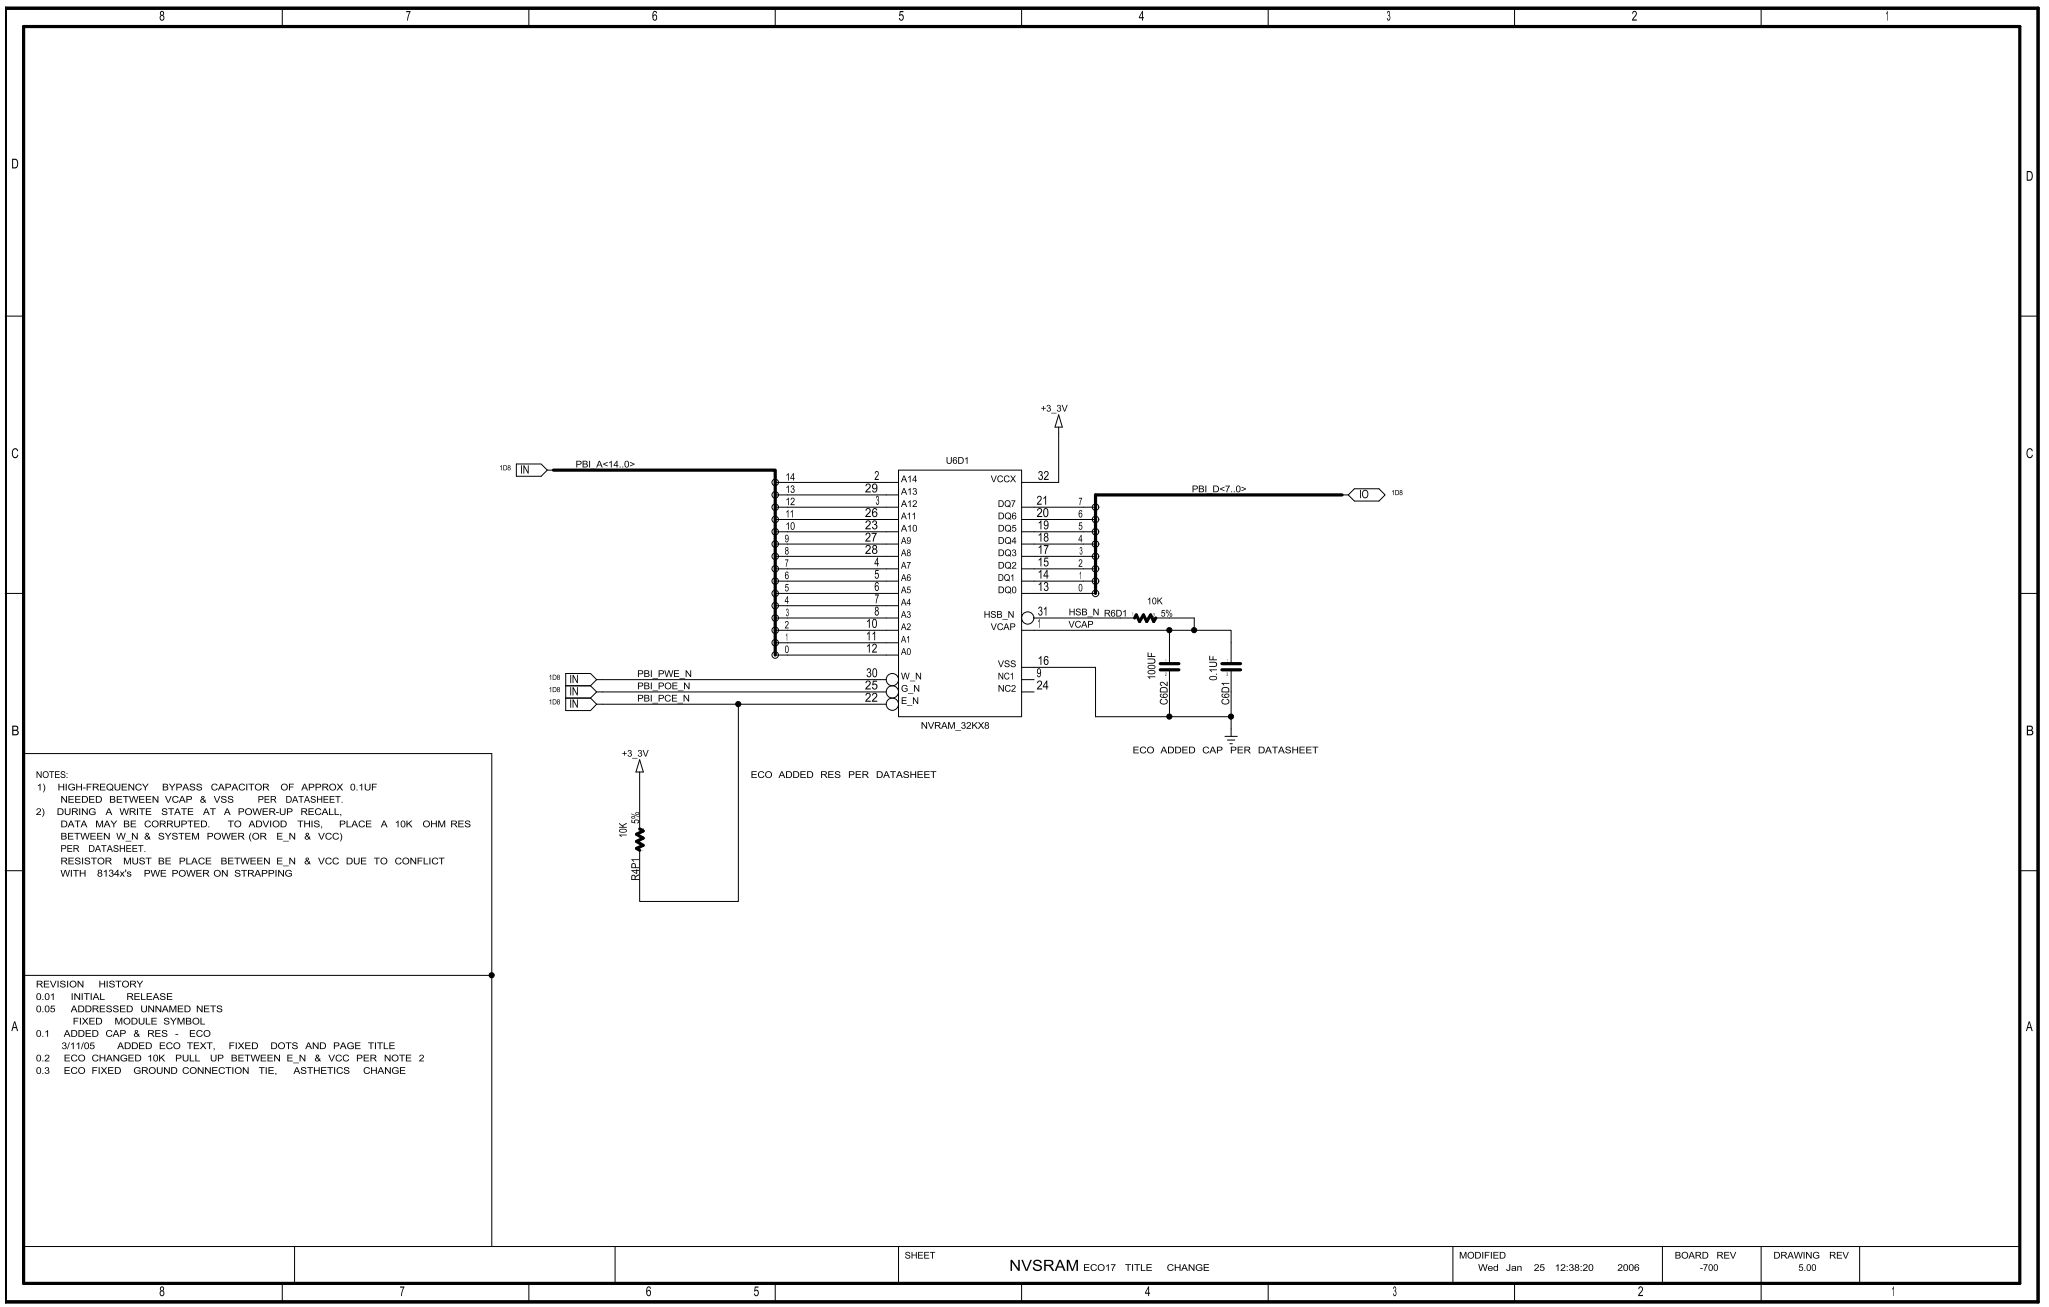 8 7 6 5 4 3 2 1
D D
+3_3V
C C
U6D1
1D8 IN PBI_A<14..0>
14 2 A14 VCCX 32
PBI_D<7..0> IO 1D8
13 29 A13
12 3 A12 DQ7 21 7
11 26 A11 DQ6 20 6
10 23 A10 DQ5 19 5
9 27 A9 DQ4 18 4
8 28 A8 DQ3 17 3
7 4 A7 DQ2 15 2
6 5 A6 DQ1 14 1
5 6 A5 DQ0 13 0
4 7 A4
10K
3 8 A3 HSB_N 31 HSB_N R6D1 5%
2 10 A2 VCAP 1 VCAP
1 11 A1
0 12 A0
VSS 16 100UF 0.1UF
1D8 IN PBI_PWE_N 30 W_N NC1 9
1D8 IN PBI_POE_N 25 G_N NC2 24
1D8 IN PBI_PCE_N 22 E_N C6D2 C6D1
NVRAM_32KX8
B B
ECO ADDED CAP PER DATASHEET
+3_3V
ECO ADDED RES PER DATASHEET
10K 5%
R4P1
NOTES:
1) HIGH-FREQUENCY BYPASS CAPACITOR OF APPROX 0.1UF
NEEDED BETWEEN VCAP & VSS PER DATASHEET.
2) DURING A WRITE STATE AT A POWER-UP RECALL,
DATA MAY BE CORRUPTED. TO ADVIOD THIS, PLACE A 10K OHM RES
BETWEEN W_N & SYSTEM POWER (OR E_N & VCC)
PER DATASHEET.
RESISTOR MUST BE PLACE BETWEEN E_N & VCC DUE TO CONFLICT
WITH 8134x's PWE POWER ON STRAPPING
REVISION HISTORY
0.01 INITIAL RELEASE
0.05 ADDRESSED UNNAMED NETS
FIXED MODULE SYMBOL
A A
0.1 ADDED CAP & RES - ECO
3/11/05 ADDED ECO TEXT, FIXED DOTS AND PAGE TITLE
0.2 ECO CHANGED 10K PULL UP BETWEEN E_N & VCC PER NOTE 2
0.3 ECO FIXED GROUND CONNECTION TIE, ASTHETICS CHANGE
SHEET
NVSRAM ECO17 TITLE CHANGE
MODIFIED
Wed Jan 25 12:38:20 2006
BOARD REV
-700
DRAWING REV
5.00
8 7 6 5 4 3 2 1